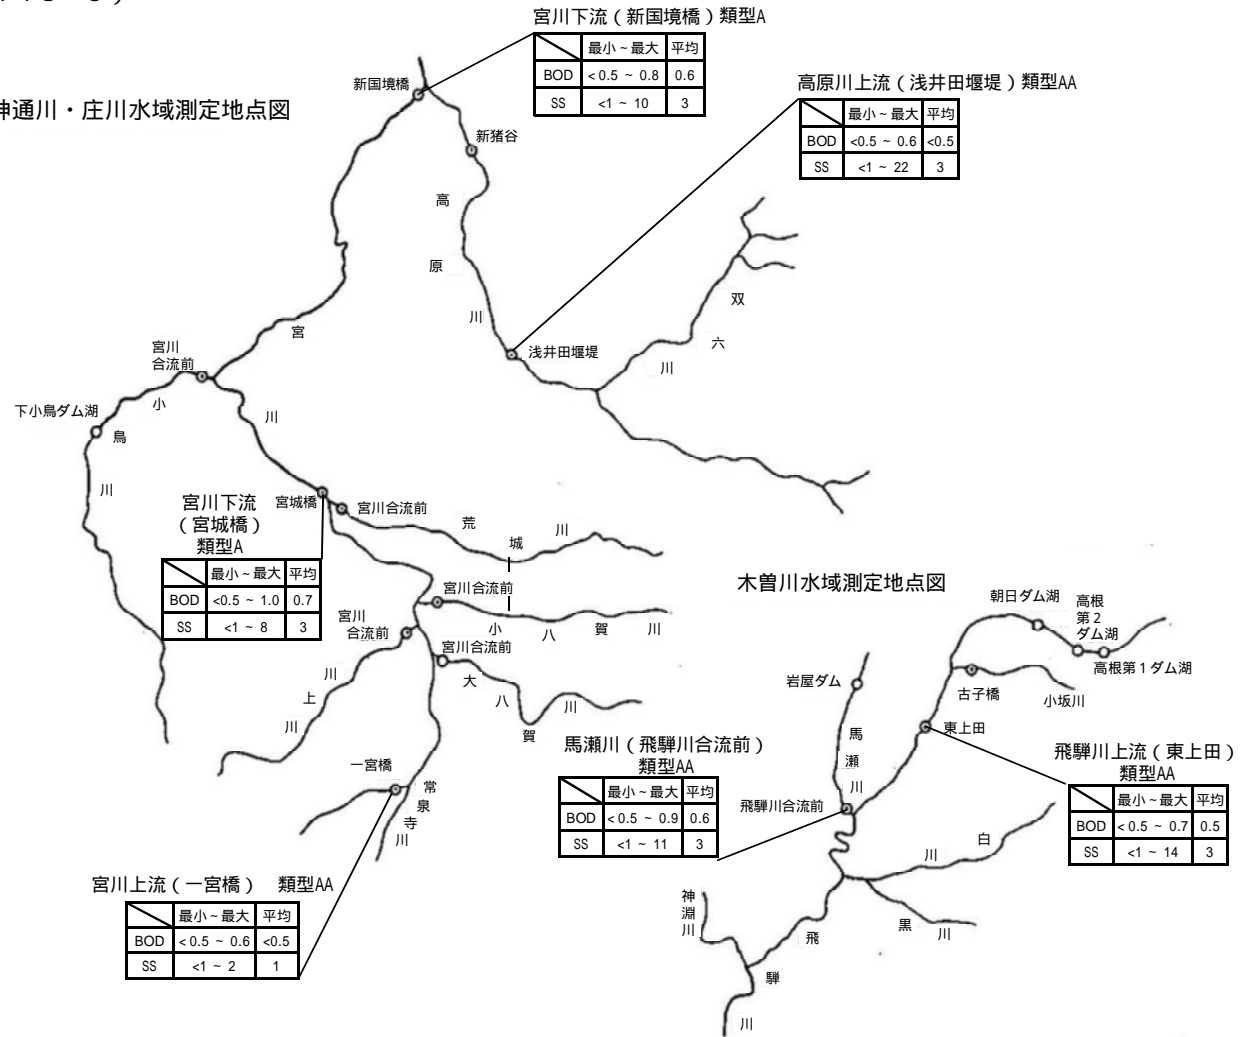 神通川・庄川水域測定地点図
宮川下流（新国境橋）類型A
最小～最大 平均
BOD <0.5 ～ 0.8 0.6
SS <1 ～ 10 3
高原川上流（浅井田堰堤）類型AA
最小～最大 平均
BOD <0.5 ～ 0.6 <0.5
SS <1 ～ 22 3
新国境橋
新猪谷
高
原
川
双
六
川
浅井田堰堤
宮
川
宮川
合流前
小
鳥
川
下小鳥ダム湖
宮城橋
宮川合流前
荒
城
川
宮川下流
（宮城橋）
類型A
最小～最大 平均
BOD <0.5 ～ 1.0 0.7
SS <1 ～ 8 3
宮川合流前
小
八
賀
川
宮川
合流前
川
上
川
宮川合流前
大
八
賀
川
一宮橋
常
泉
寺
川
宮川上流（一宮橋） 類型AA
最小～最大 平均
BOD <0.5 ～ 0.6 <0.5
SS <1 ～ 2 1
木曽川水域測定地点図
朝日ダム湖
高根
第２
ダム湖
高根第１ダム湖
古子橋
小坂川
東上田
岩屋ダム
馬
瀬
川
飛騨川合流前
馬瀬川（飛騨川合流前）
類型AA
最小～最大 平均
BOD <0.5 ～ 0.9 0.6
SS <1 ～ 11 3
飛騨川上流（東上田）
類型AA
最小～最大 平均
BOD <0.5 ～ 0.7 0.5
SS <1 ～ 14 3
白
川
黒
川
神
淵
川
飛
騨
川